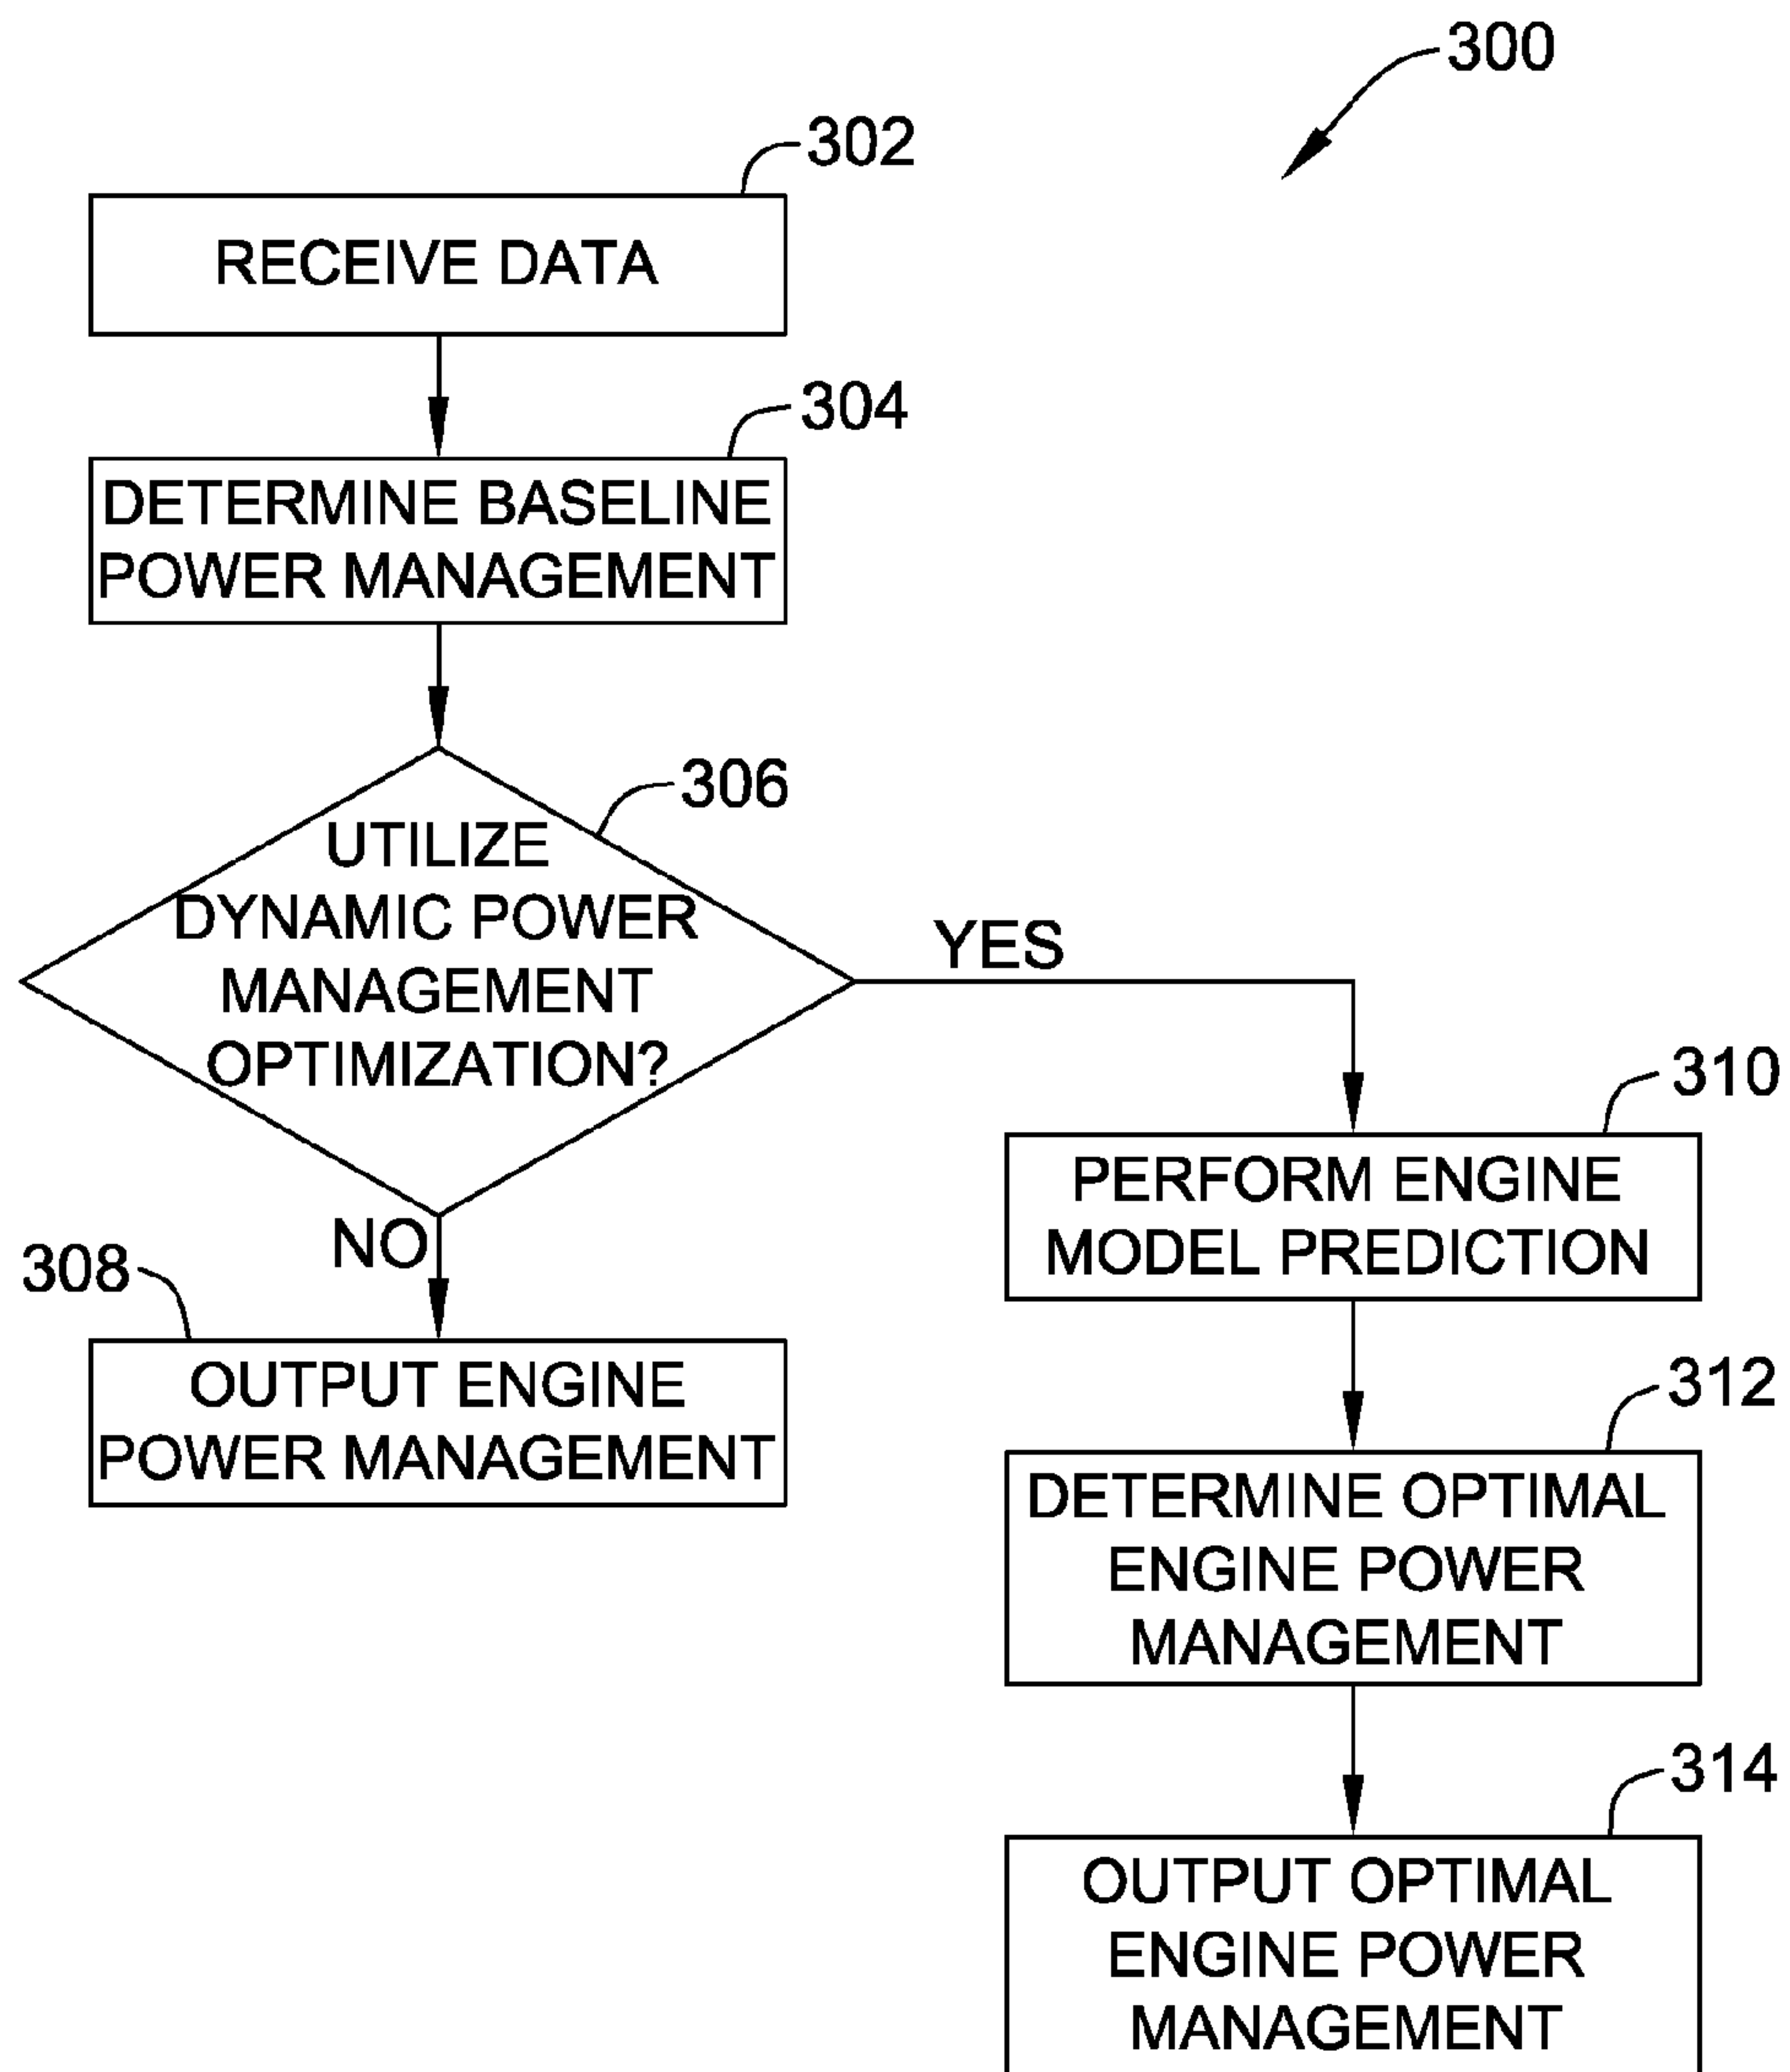 300
302
RECEIVE DATA
304
DETERMINE BASELINE
POWER MANAGEMENT
306
UTILIZE
DYNAMIC POWER
MANAGEMENT
OPTIMIZATION?
YES
NO
308
OUTPUT ENGINE
POWER MANAGEMENT
310
PERFORM ENGINE
MODEL PREDICTION
312
DETERMINE OPTIMAL
ENGINE POWER
MANAGEMENT
314
OUTPUT OPTIMAL
ENGINE POWER
MANAGEMENT